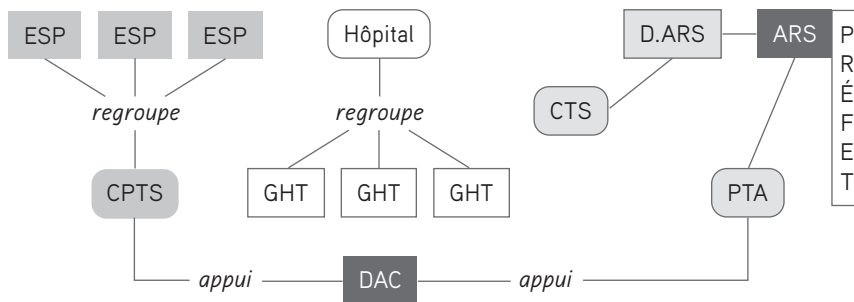 ESP ESP ESP Hôpital D.ARS ARS
P
R
É
F
E
T
regroupe regroupe CTS
CPTS GHT GHT GHT PTA
appui DAC appui